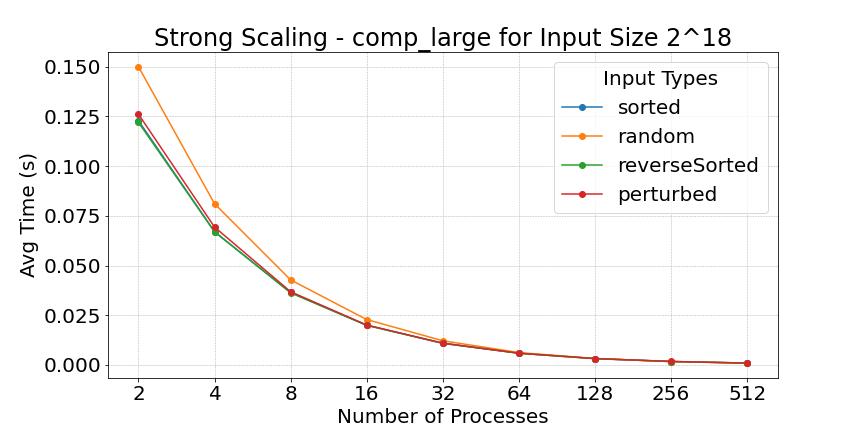 Strong Scaling - comp_large for Input Size 2^18
Avg Time (s)
0.150
0.125
0.100
0.075
0.050
0.025
0.000
Input Types
sorted
random
reverseSorted
perturbed
2 4 8 16 32 64 128 256 512
Number of Processes